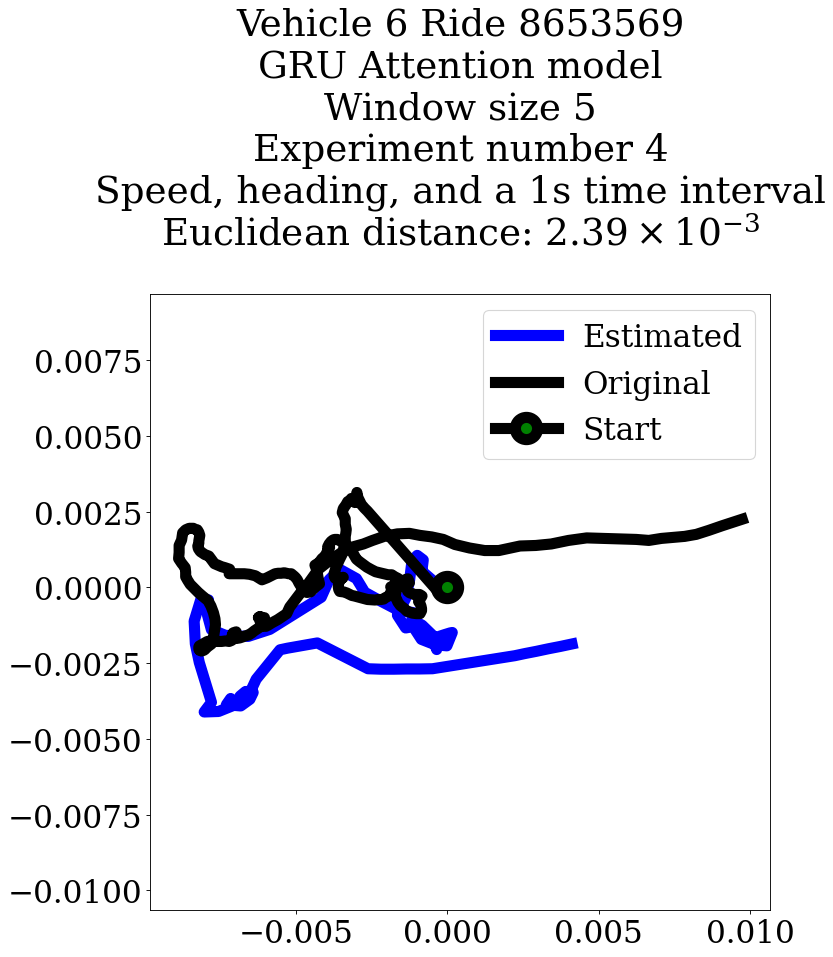 Vehicle 6 Ride 8653569
GRU Attention model
Window size 5
Experiment number 4
Speed, heading, and a 1s time interval
Euclidean distance: 2.39 × 10⁻³
Estimated
Original
Start
0.0075
0.0050
0.0025
0.0000
−0.0025
−0.0050
−0.0075
−0.0100
−0.005 0.000 0.005 0.010